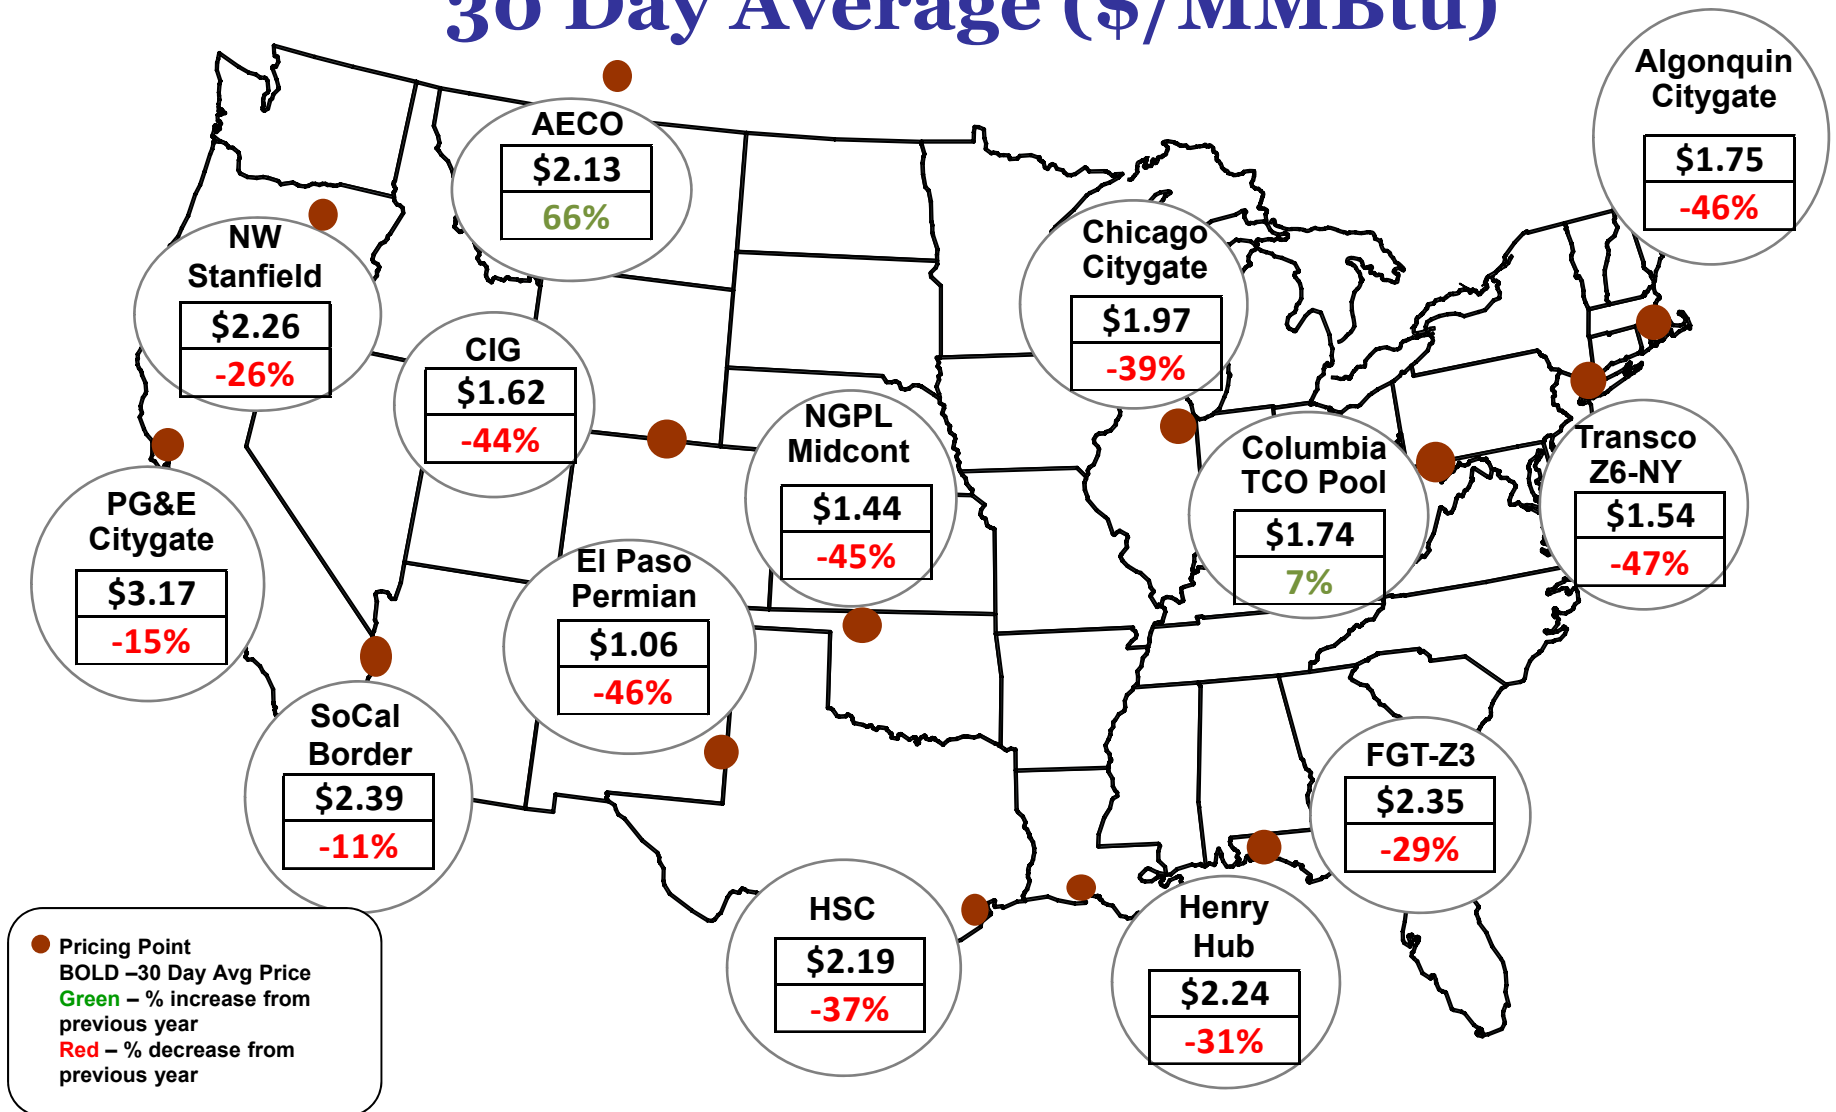 30 Day Average ($/MMBtu)
Algonquin
Citygate
$1.75
-46%
AECO
$2.13
66%
NW
Stanfield
$2.26
-26%
Chicago
Citygate
$1.97
-39%
CIG
$1.62
-44%
NGPL
Midcont
$1.44
-45%
Columbia
TCO Pool
$1.74
7%
Transco
Z6-NY
$1.54
-47%
PG&E
Citygate
$3.17
-15%
El Paso
Permian
$1.06
-46%
SoCal
Border
$2.39
-11%
FGT-Z3
$2.35
-29%
HSC
$2.19
-37%
Henry
Hub
$2.24
-31%
Pricing Point
BOLD –30 Day Avg Price
Green – % increase from
previous year
Red – % decrease from
previous year